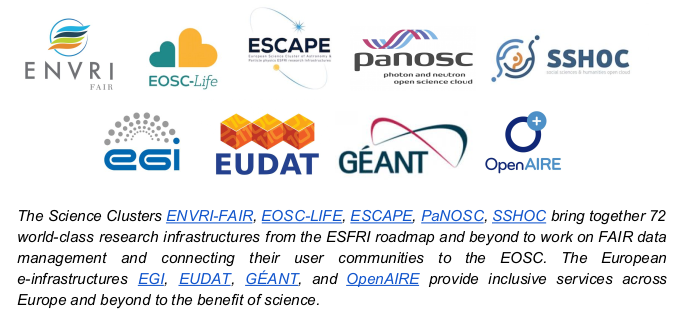 ENVRI
FAIR
EOSC-Life
ESCAPE
European Science Cluster of Astronomy &
Particle physics ESFRI research infrastructures
panosc
photon and neutron
open science cloud
SSHOC
social sciences & humanities open cloud
egi
EUDAT
GÉANT
OpenAIRE
The Science Clusters ENVRI-FAIR, EOSC-LIFE, ESCAPE, PaNOSC, SSHOC bring together 72
world-class research infrastructures from the ESFRI roadmap and beyond to work on FAIR data
management and connecting their user communities to the EOSC. The European
e-infrastructures EGI, EUDAT, GÉANT, and OpenAIRE provide inclusive services across
Europe and beyond to the benefit of science.